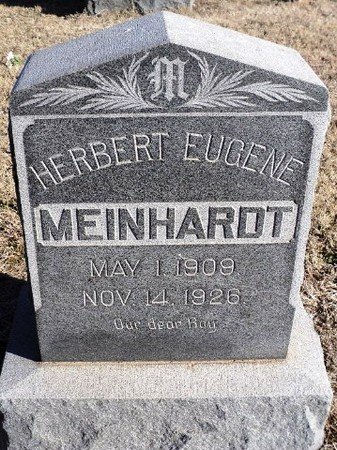 M
HERBERT EUGENE
MEINHARDT
MAY 1, 1909
NOV. 14, 1926
Our dear Boy